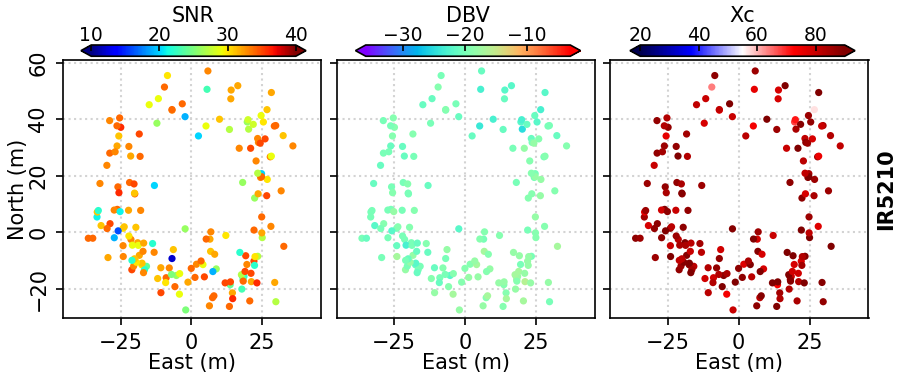 SNR DBV Xc
10 20 30 40 −30 −20 −10 20 40 60 80
60
40
20
0
−20
North (m)
IR5210
−25 0 25 −25 0 25 −25 0 25
East (m) East (m) East (m)